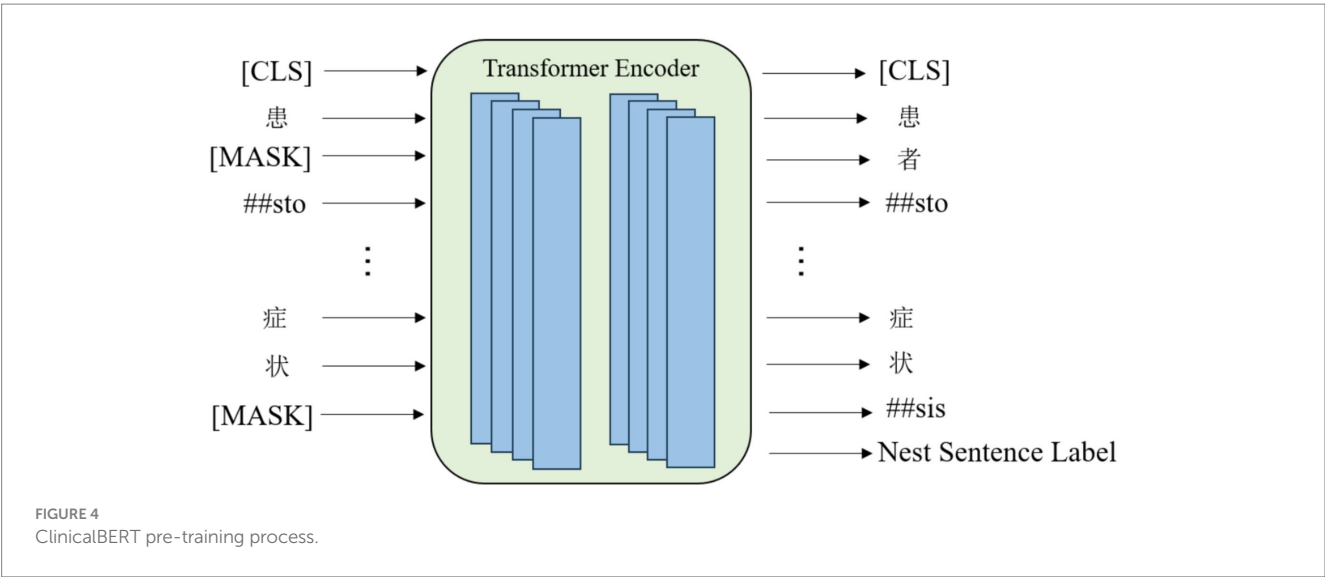 Transformer Encoder
[CLS] [CLS]
患 患
[MASK] 者
##sto ##sto
⋮ ⋮
症 症
状 状
[MASK] ##sis
Nest Sentence Label
FIGURE 4
ClinicalBERT pre-training process.